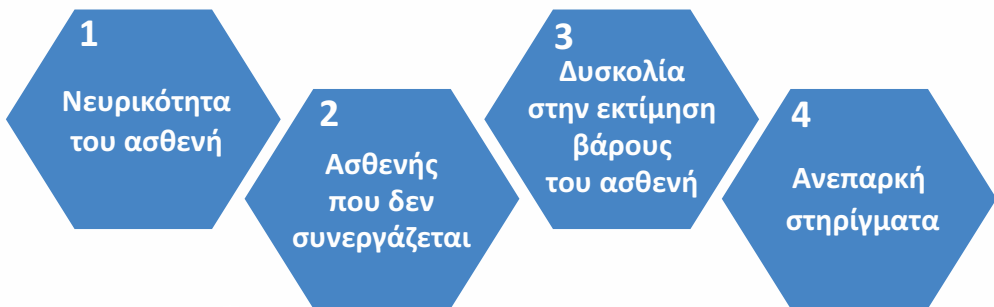 1
Νευρικότητα
του ασθενή
2
Ασθενής
που δεν
συνεργάζεται
3
Δυσκολία
στην εκτίμηση
βάρους
του ασθενή
4
Ανεπαρκή
στηρίγματα